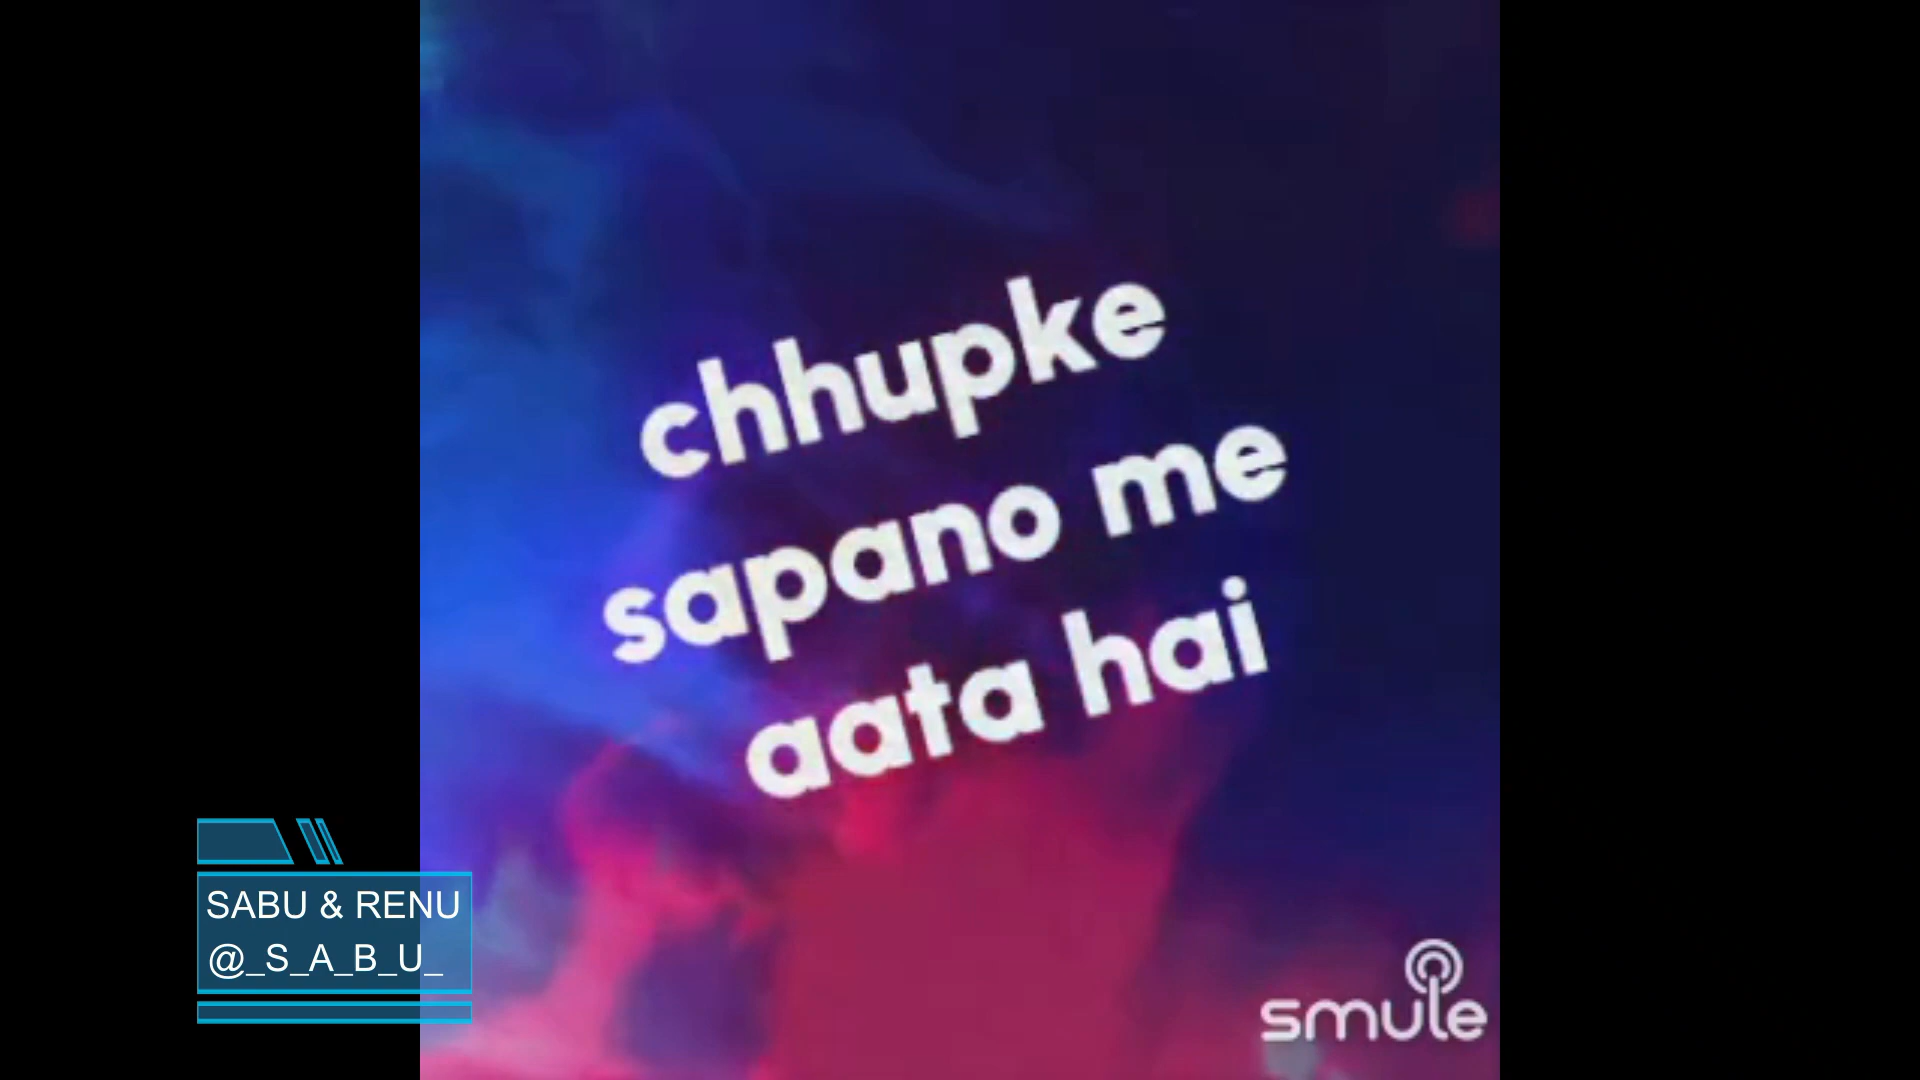 chhupke
sapano me
aata hai
SABU & RENU
@_S_A_B_U_
smule